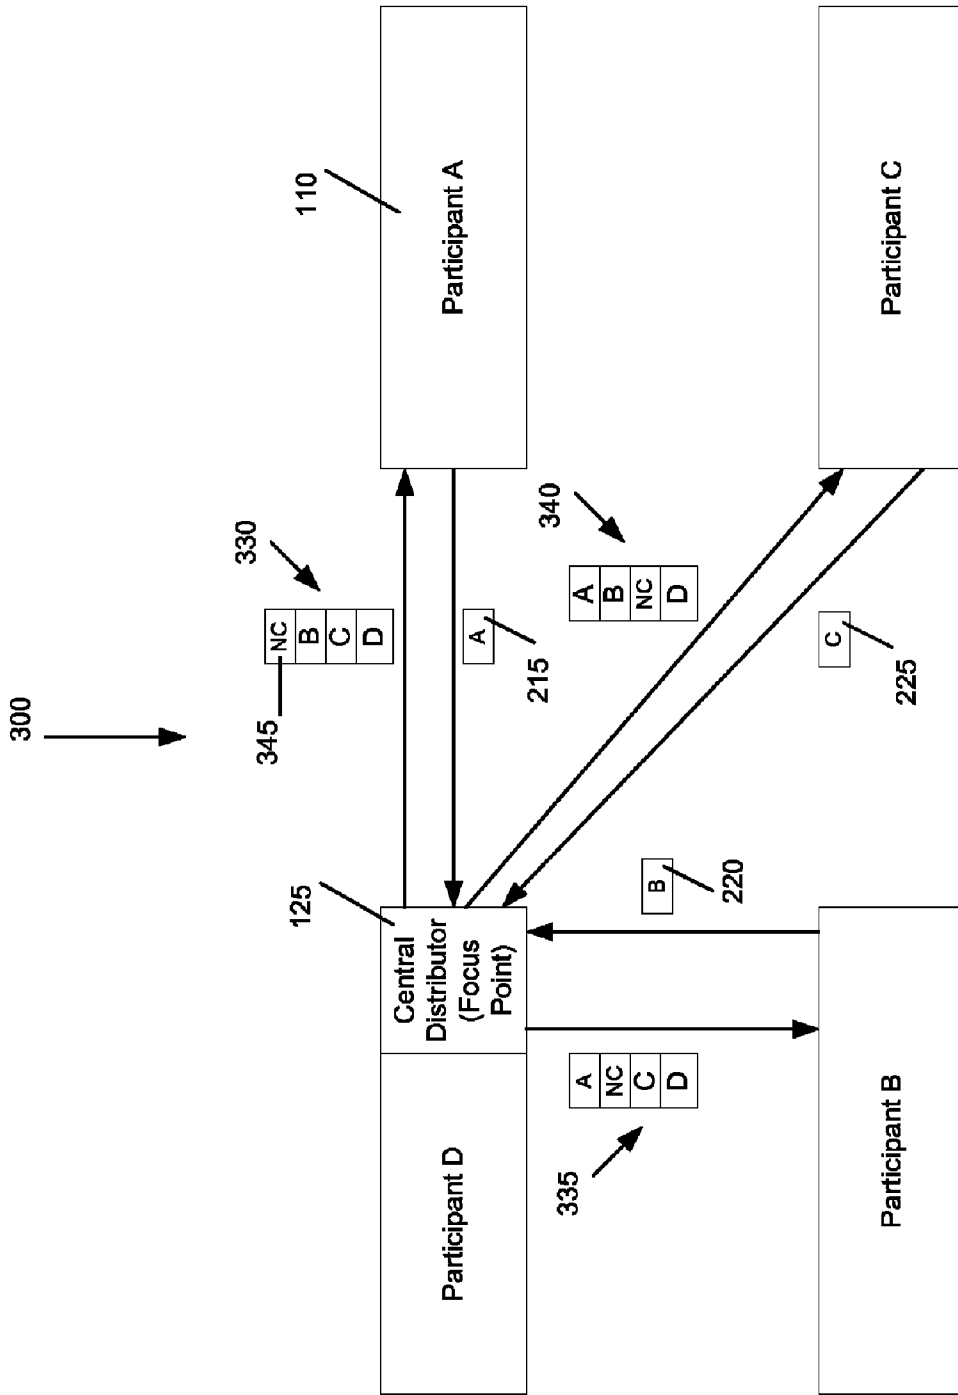 300
345
NC
B
C
D
330
110
Participant A
A
215
125
Central
Distributor
(Focus
Point)
Participant D
A
B
NC
D
340
A
NC
C
D
335
B
220
C
225
Participant B
Participant C